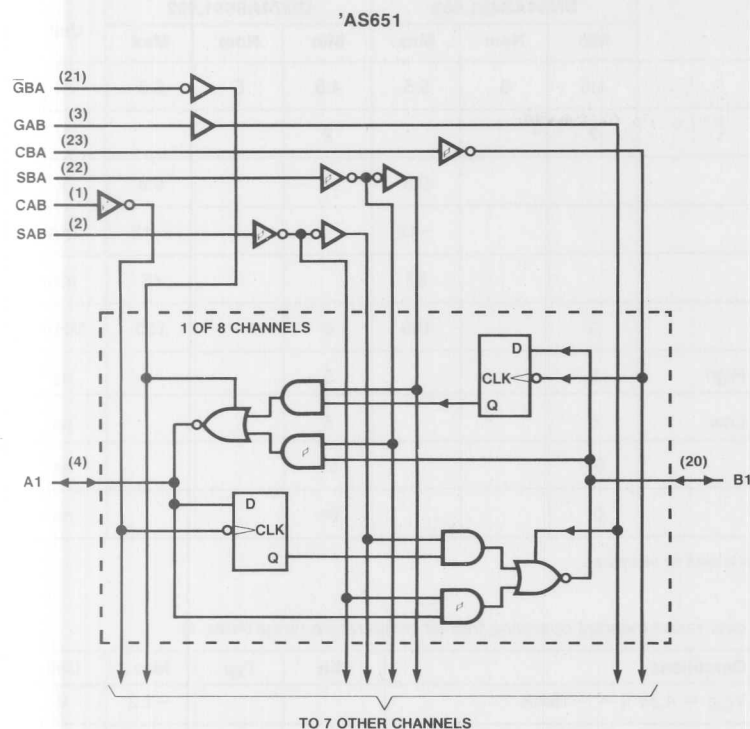 'AS651
G̅BA (21)
GAB (3)
CBA (23)
SBA (22)
CAB (1)
SAB (2)
1 OF 8 CHANNELS
D
CLK
Q
A1 (4)
(20) B1
D
CLK
Q
TO 7 OTHER CHANNELS